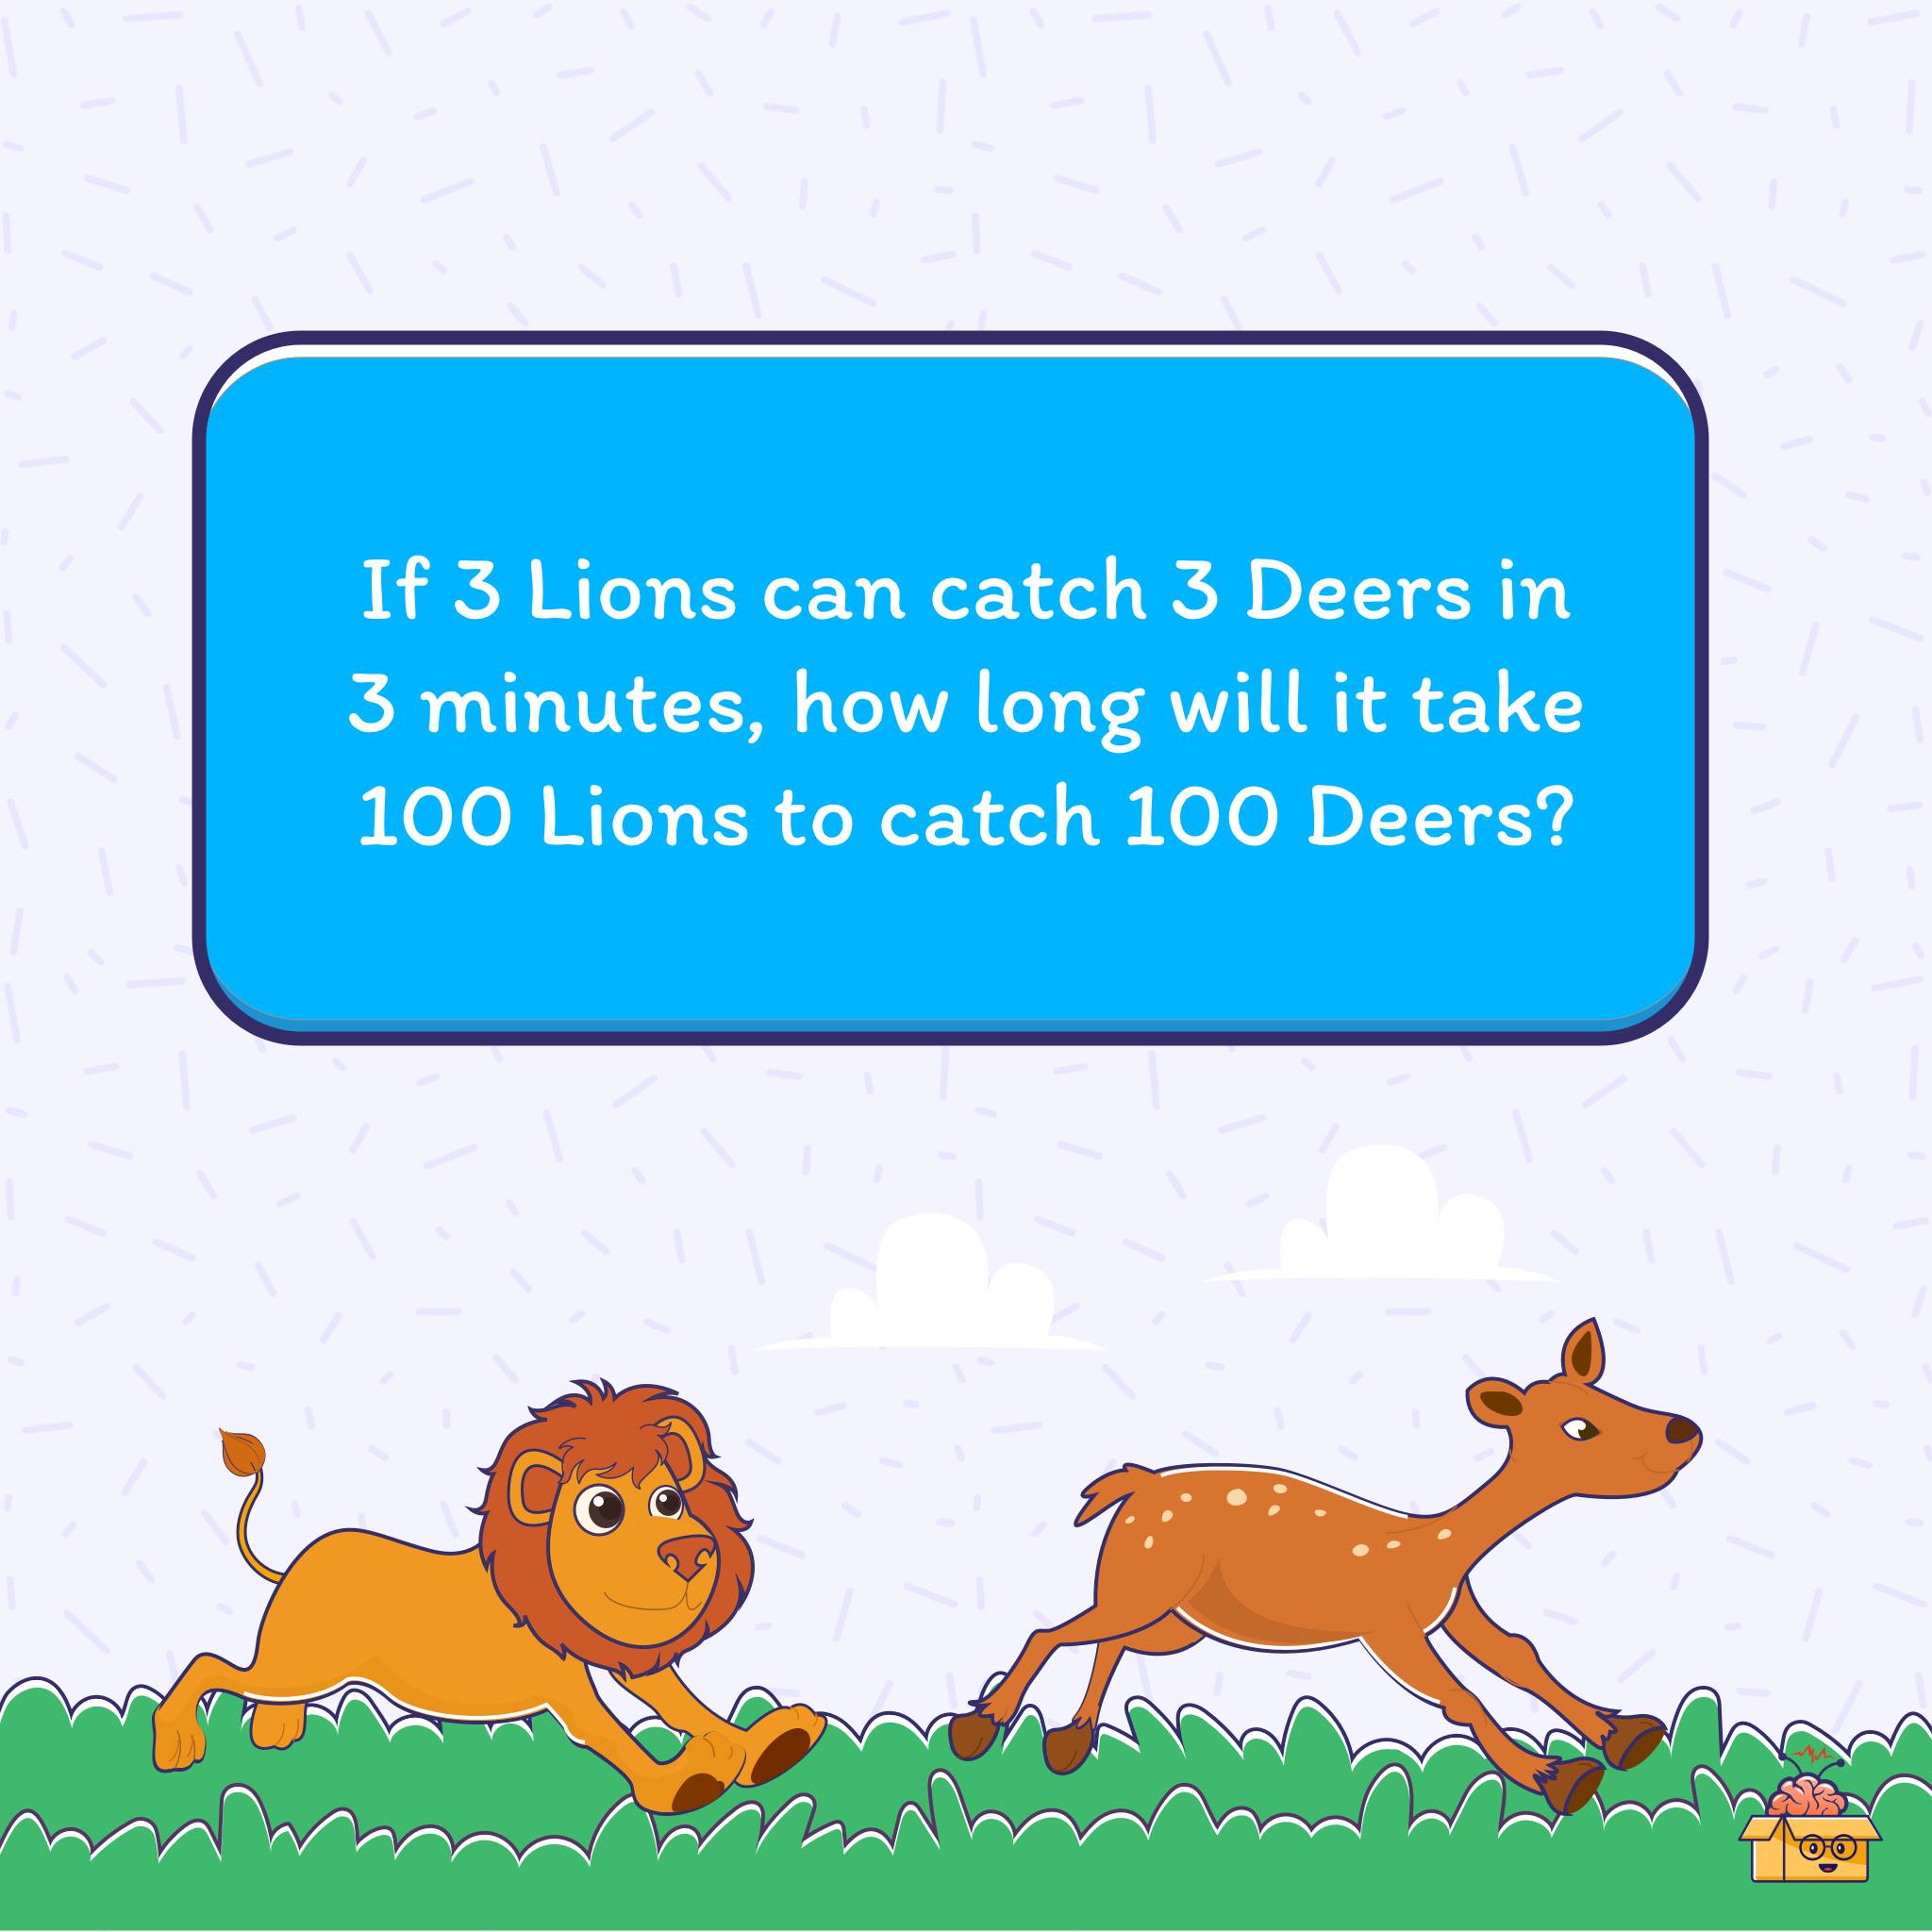 If 3 Lions can catch 3 Deers in
3 minutes, how long will it take
100 Lions to catch 100 Deers?